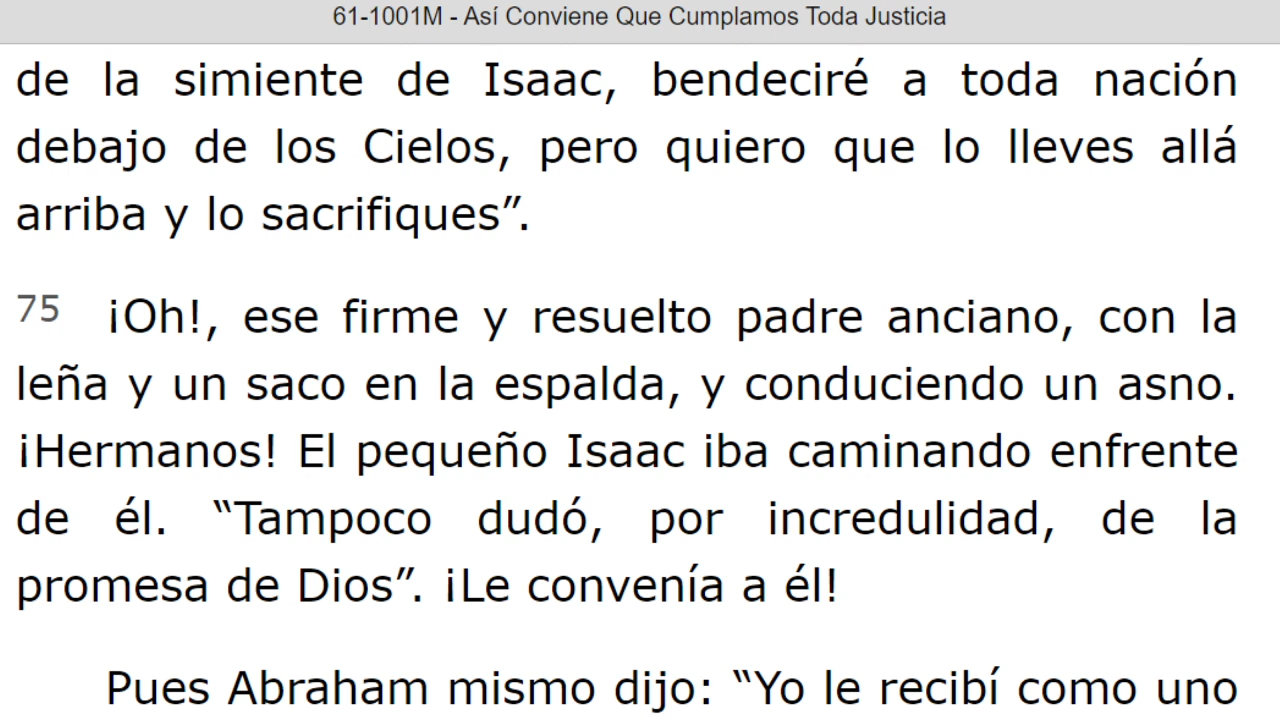 61-1001M - Así Conviene Que Cumplamos Toda Justicia
de la simiente de Isaac, bendeciré a toda nación
debajo de los Cielos, pero quiero que lo lleves allá
arriba y lo sacrifiques”.
75 ¡Oh!, ese firme y resuelto padre anciano, con la
leña y un saco en la espalda, y conduciendo un asno.
¡Hermanos! El pequeño Isaac iba caminando enfrente
de él. “Tampoco dudó, por incredulidad, de la
promesa de Dios”. ¡Le convenía a él!
Pues Abraham mismo dijo: “Yo le recibí como uno